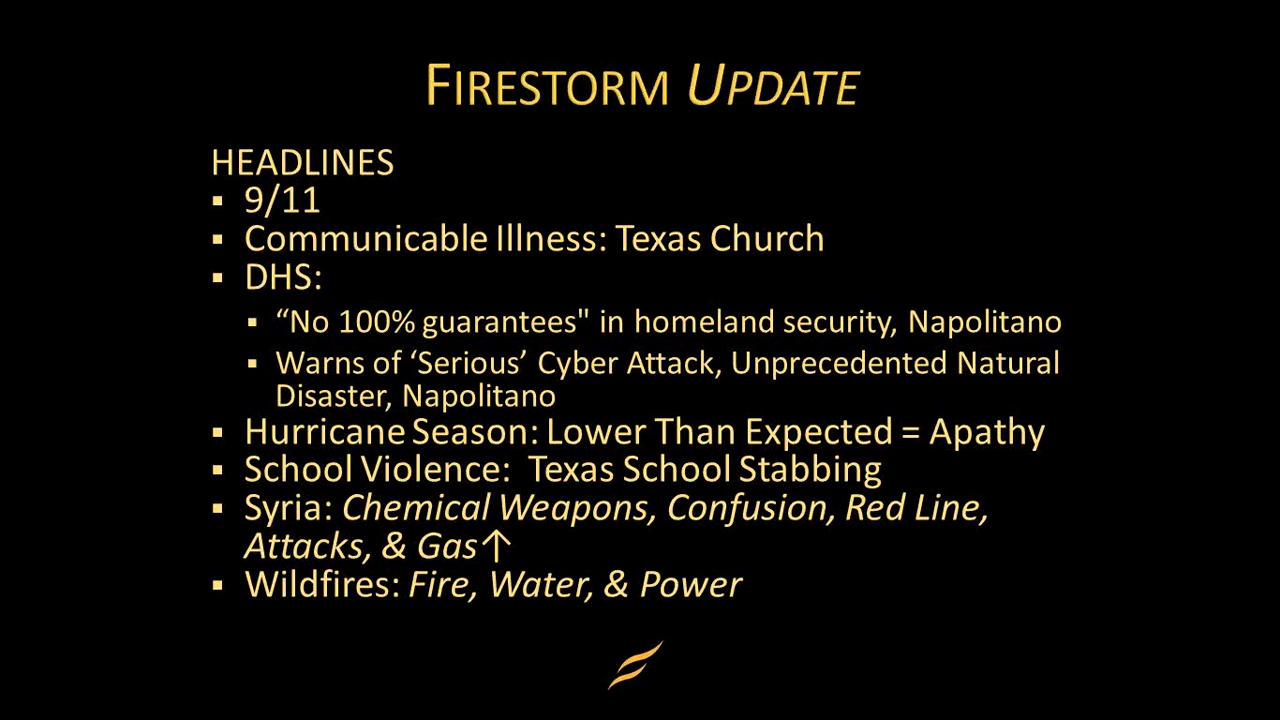 FIRESTORM UPDATE
HEADLINES
▪ 9/11
▪ Communicable Illness: Texas Church
▪ DHS:
▪ “No 100% guarantees" in homeland security, Napolitano
▪ Warns of ‘Serious’ Cyber Attack, Unprecedented Natural
Disaster, Napolitano
▪ Hurricane Season: Lower Than Expected = Apathy
▪ School Violence:  Texas School Stabbing
▪ Syria: Chemical Weapons, Confusion, Red Line,
Attacks, & Gas↑
▪ Wildfires: Fire, Water, & Power